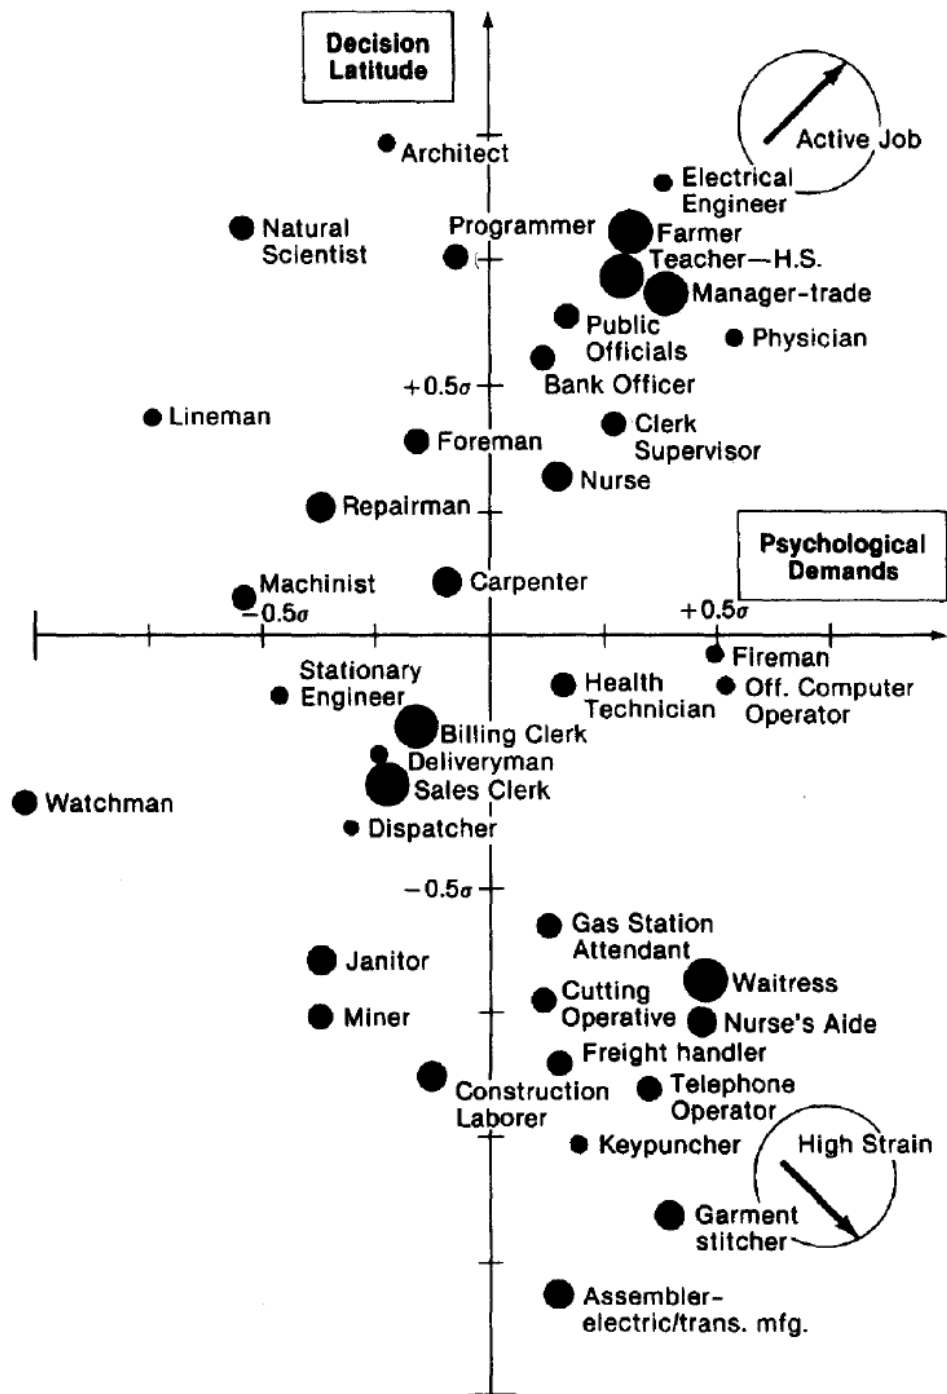 Decision
Latitude
Active Job
Architect
Electrical
Engineer
Natural
Scientist
Programmer
Farmer
Teacher—H.S.
Manager-trade
Public
Officials
Physician
Bank Officer
+0.5σ
Lineman
Foreman
Clerk
Supervisor
Nurse
Repairman
Psychological
Demands
Machinist
Carpenter
−0.5σ
+0.5σ
Fireman
Stationary
Engineer
Health
Technician
Off. Computer
Operator
Billing Clerk
Deliveryman
Sales Clerk
Watchman
Dispatcher
−0.5σ
Gas Station
Attendant
Janitor
Waitress
Cutting
Operative
Miner
Nurse's Aide
Freight handler
Construction
Laborer
Telephone
Operator
Keypuncher
High Strain
Garment
stitcher
Assembler-
electric/trans. mfg.